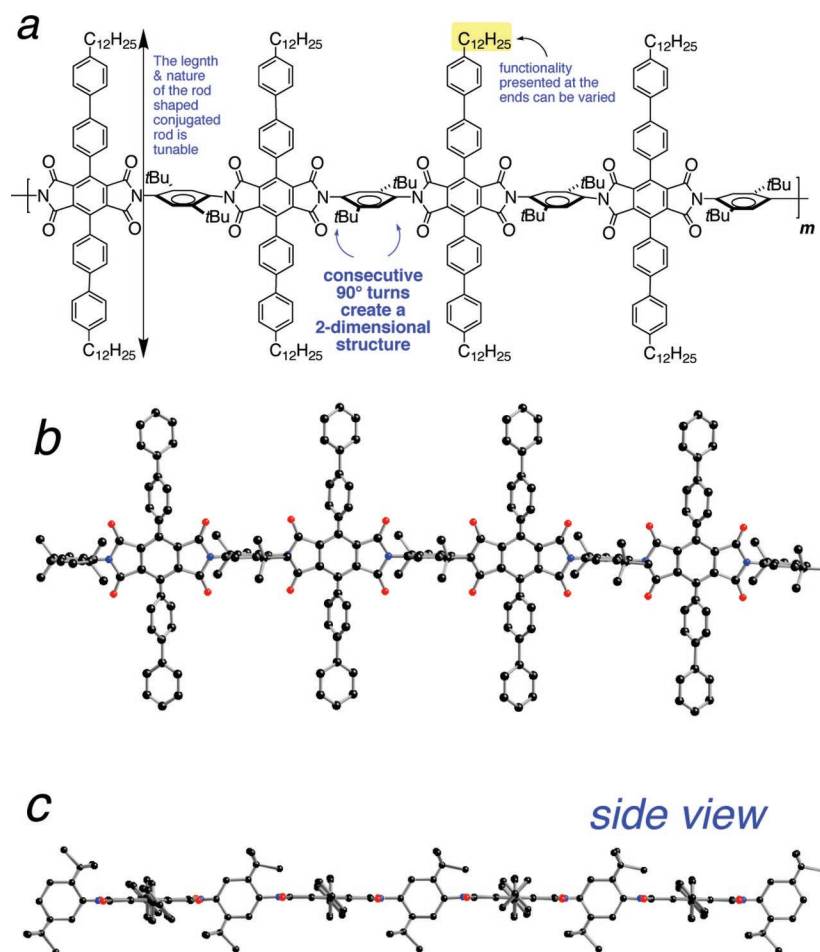 a
C12H25
C12H25
C12H25
C12H25
The legnth
& nature
of the rod
shaped
conjugated
rod is
tunable
functionality
presented at the
ends can be varied
O
O
O
O
O
O
O
O
tBu
tBu
tBu
tBu
N
N
N
N
N
N
N
N
tBu
tBu
tBu
tBu
m
O
O
O
O
O
O
O
O
consecutive
90° turns
create a
2-dimensional
structure
C12H25
C12H25
C12H25
C12H25
b
c
side view